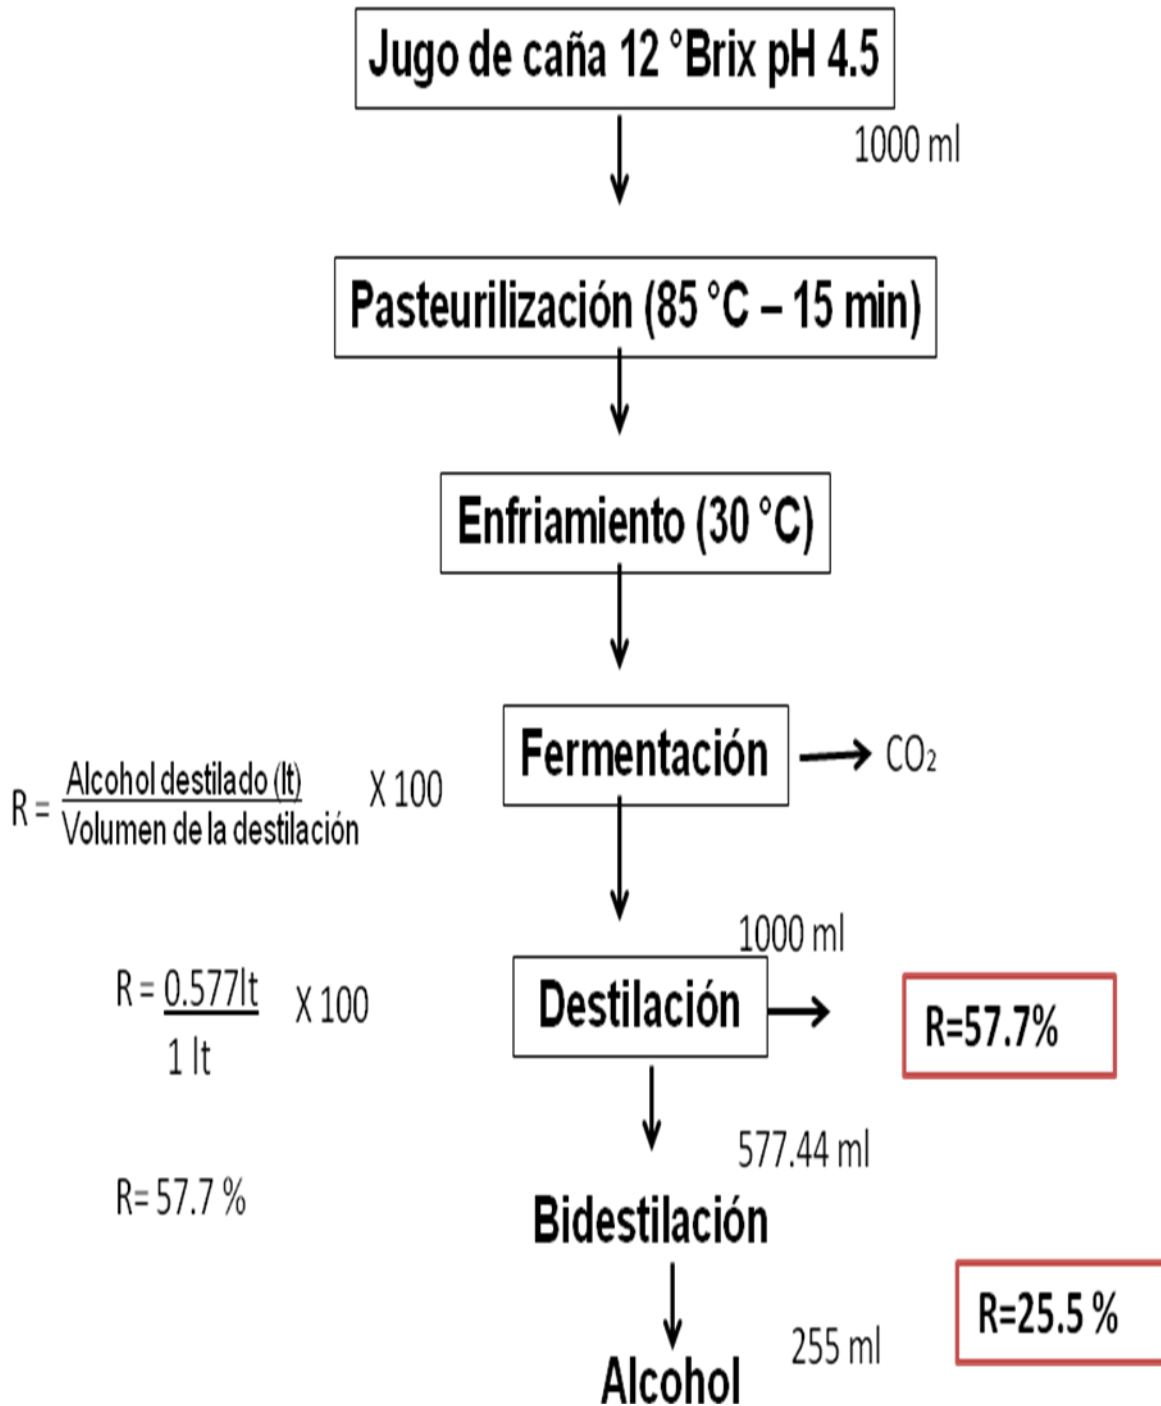 Jugo de caña 12 °Brix pH 4.5
1000 ml
Pasteurilización (85 °C – 15 min)
Enfriamiento (30 °C)
Fermentación
CO₂
R = Alcohol destilado (lt) X 100
Volumen de la destilación
1000 ml
Destilación
R = 0.577lt X 100
1 lt
R=57.7%
577.44 ml
R= 57.7 %
Bidestilación
R=25.5 %
255 ml
Alcohol